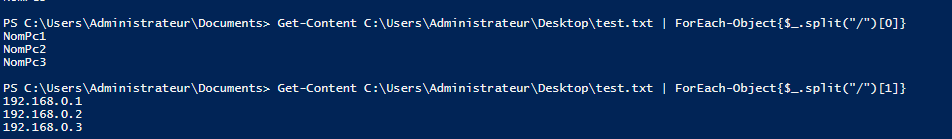 PS C:\Users\Administrateur\Documents> Get-Content C:\Users\Administrateur\Desktop\test.txt | ForEach-Object{$_.split("/")[0]}
NomPc1
NomPc2
NomPc3
PS C:\Users\Administrateur\Documents> Get-Content C:\Users\Administrateur\Desktop\test.txt | ForEach-Object{$_.split("/")[1]}
192.168.0.1
192.168.0.2
192.168.0.3